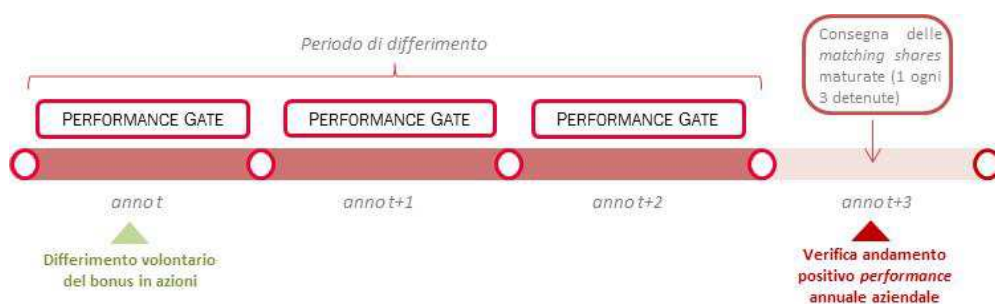 Periodo di differimento
Consegna delle
matching shares
maturate (1 ogni
3 detenute)
PERFORMANCE GATE
PERFORMANCE GATE
PERFORMANCE GATE
anno t
anno t+1
anno t+2
anno t+3
Differimento volontario
del bonus in azioni
Verifica andamento
positivo performance
annuale aziendale